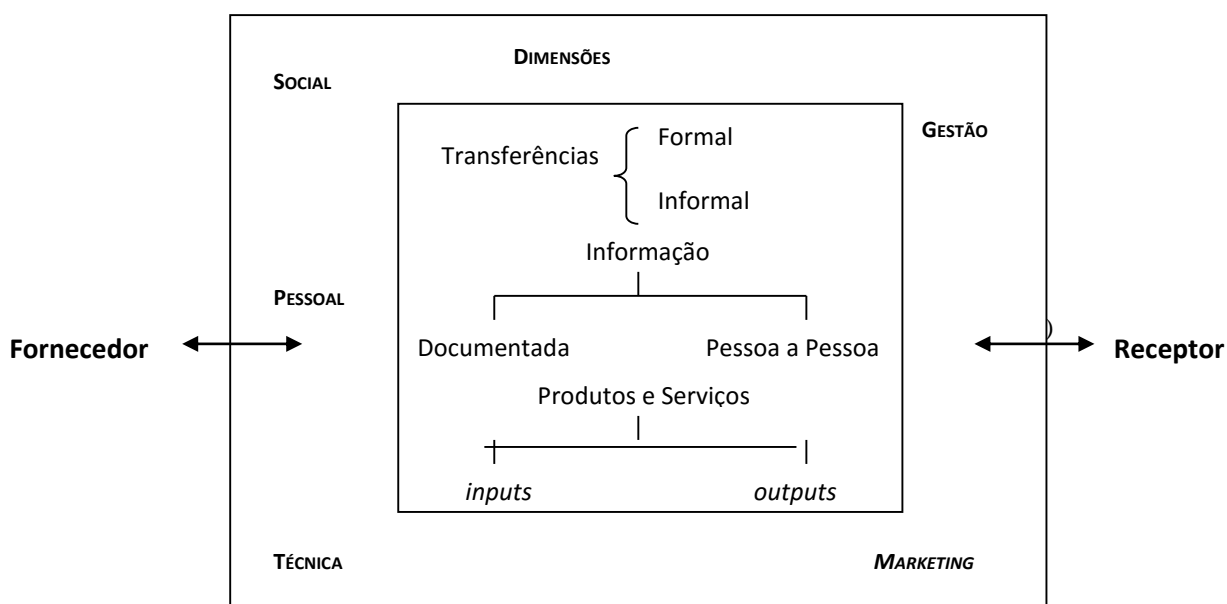 DIMENSÕES
SOCIAL
GESTÃO
Transferências
Formal
Informal
Informação
PESSOAL
Fornecedor
Documentada
Pessoa a Pessoa
)
Receptor
Produtos e Serviços
inputs
outputs
TÉCNICA
MARKETING